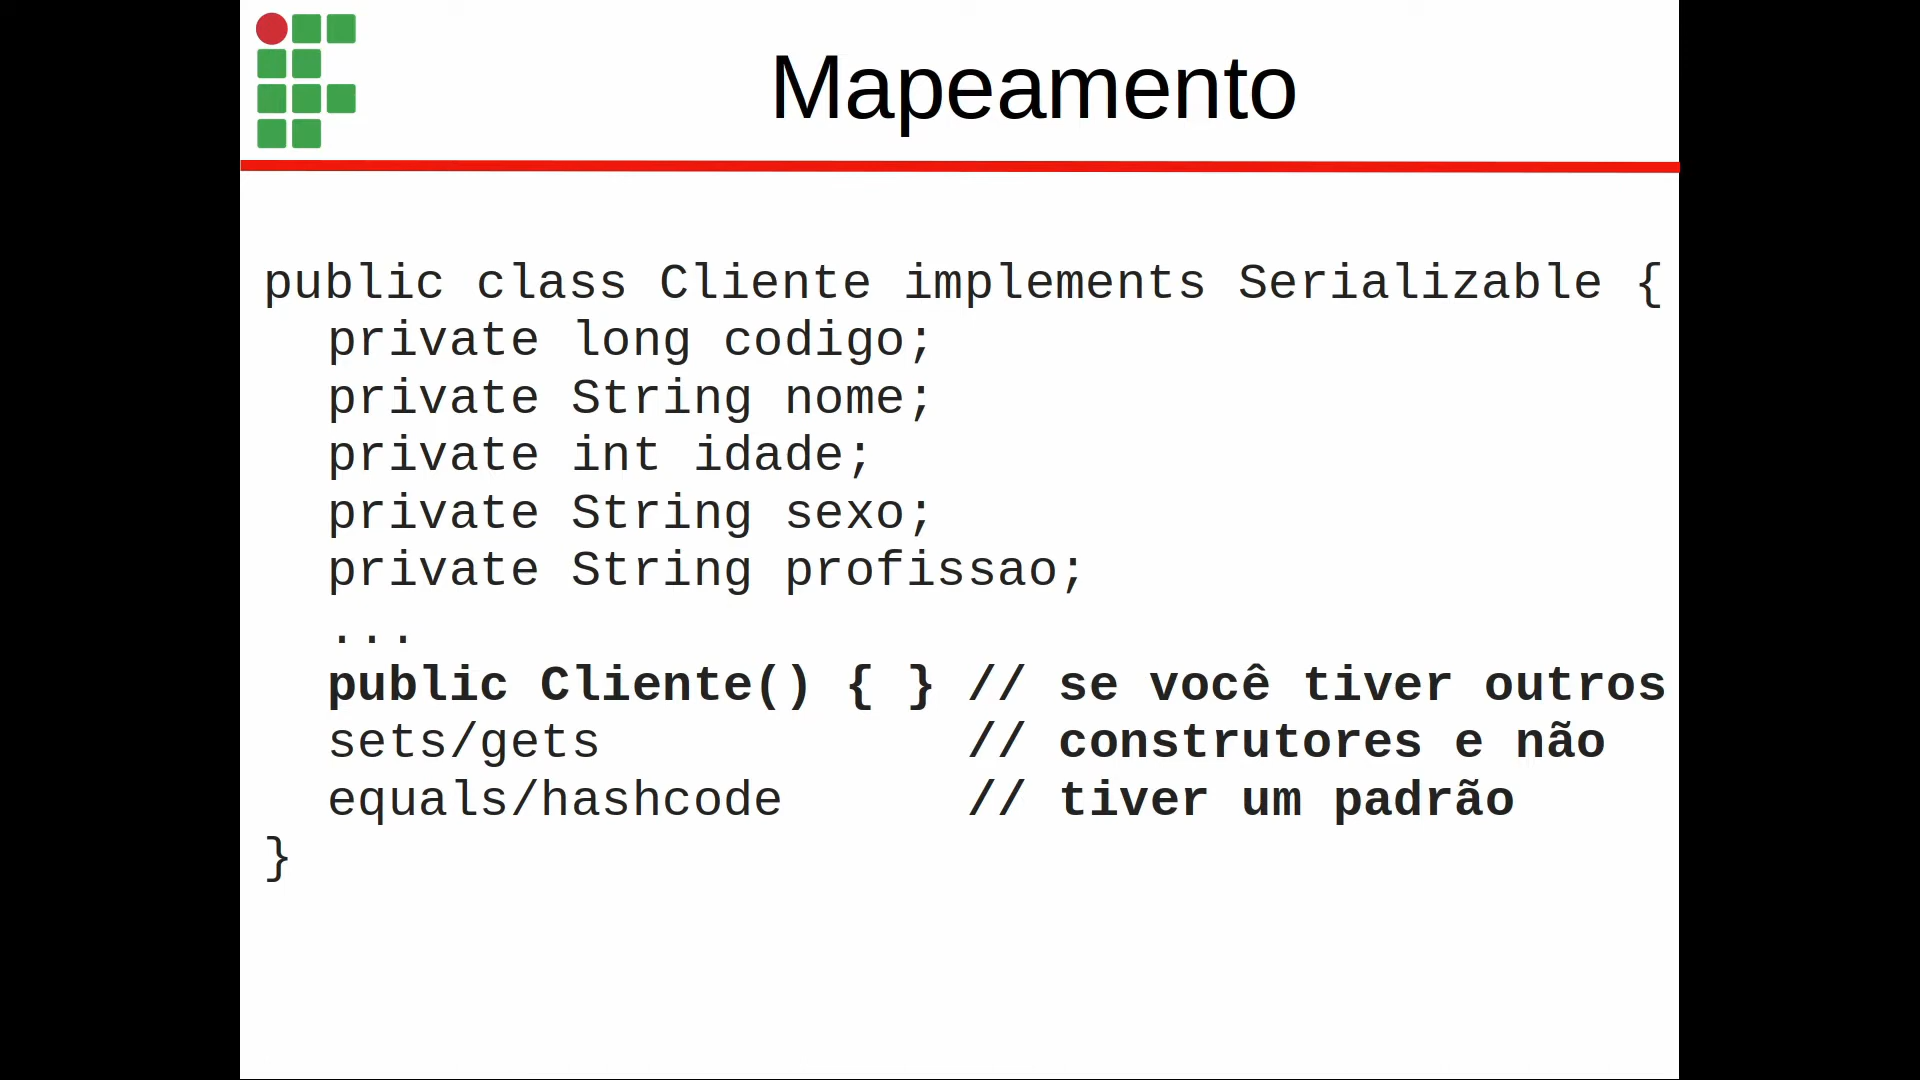 Mapeamento
public class Cliente implements Serializable {
private long codigo;
private String nome;
private int idade;
private String sexo;
private String profissao;
...
public Cliente() { } // se você tiver outros
sets/gets // construtores e não
equals/hashcode // tiver um padrão
}